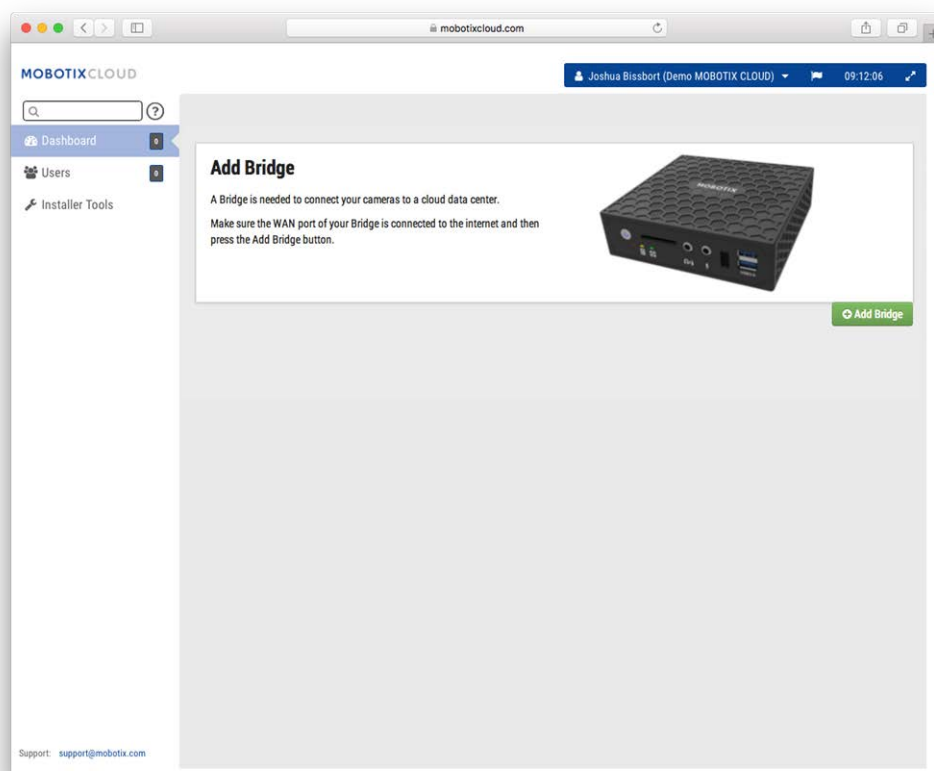 mobotixcloud.com
MOBOTIXCLOUD
Joshua Bissbort (Demo MOBOTIX CLOUD)
09:12:06
?
Dashboard
0
Users
0
Installer Tools
Add Bridge
A Bridge is needed to connect your cameras to a cloud data center.
Make sure the WAN port of your Bridge is connected to the internet and then
press the Add Bridge button.
MOBOTIX
Add Bridge
Support: support@mobotix.com